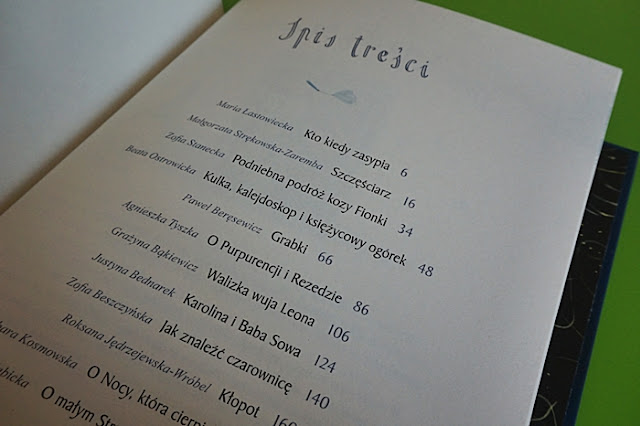 Spis treści
Maria Łastowiecka Kto kiedy zasypia 6
Małgorzata Strękowska-Zaremba Szczęściarz 16
Zofia Stanecka Podniebna podróż kozy Fionki 34
Beata Ostrowicka Kulka, kalejdoskop i księżycowy ogórek 48
Paweł Beręsewicz Grabki 66
Agnieszka Tyszka O Purpurencji i Rezedzie 86
Grażyna Bąkiewicz Walizka wuja Leona 106
Justyna Bednarek Karolina i Baba Sowa 124
Zofia Beszczyńska Jak znaleźć czarownicę 140
Roksana Jędrzejewska-Wróbel Kłopot 160
Kosmowska O Nocy, która
O małym